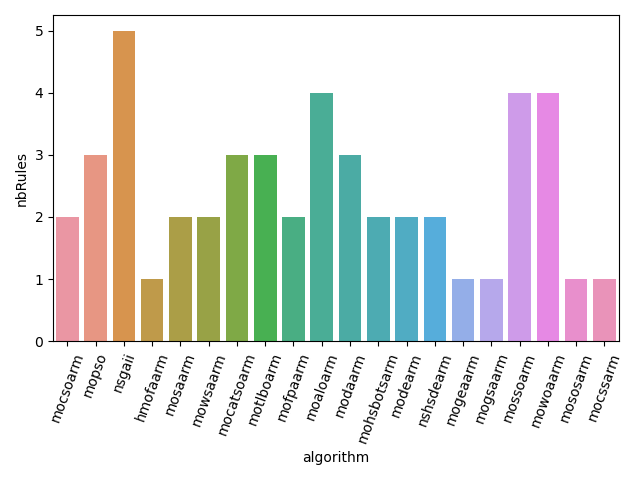 5
4
3
2
1
0
nbRules
mocsoarm
mopso
nsgaii
hmofaarm
mosaarm
mowsaarm
mocatsoarm
motlboarm
mofpaarm
moaloarm
modaarm
mohsbotsarm
modearm
nshsdearm
mogeaarm
mogsaarm
mossoarm
mowoaarm
mososarm
mocssarm
algorithm